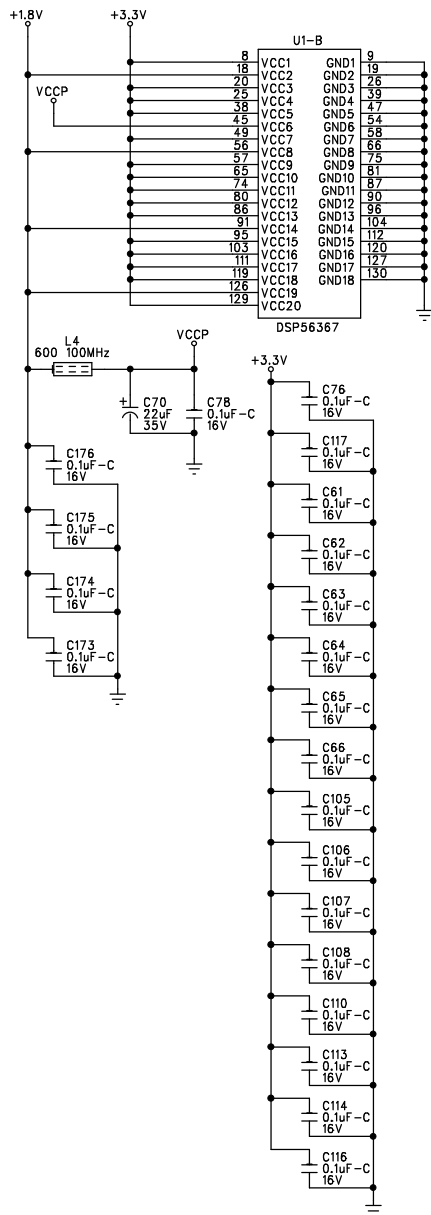 +1.8V
+3.3V
U1-B
VCCP
8 VCC1 GND1 9
18 VCC2 GND2 19
20 VCC3 GND3 26
25 VCC4 GND4 39
38 VCC5 GND5 47
45 VCC6 GND6 54
49 VCC7 GND7 58
56 VCC8 GND8 66
57 VCC9 GND9 75
65 VCC10 GND10 81
74 VCC11 GND11 87
80 VCC12 GND12 90
86 VCC13 GND13 96
91 VCC14 GND14 104
95 VCC15 GND15 112
103 VCC16 GND16 120
111 VCC17 GND17 127
119 VCC18 GND18 130
126 VCC19
129 VCC20
DSP56367
L4
600 100MHz
VCCP
+
C70
22uF
35V
C78
0.1uF-C
16V
C176
0.1uF-C
16V
C175
0.1uF-C
16V
C174
0.1uF-C
16V
C173
0.1uF-C
16V
+3.3V
C76
0.1uF-C
16V
C117
0.1uF-C
16V
C61
0.1uF-C
16V
C62
0.1uF-C
16V
C63
0.1uF-C
16V
C64
0.1uF-C
16V
C65
0.1uF-C
16V
C66
0.1uF-C
16V
C105
0.1uF-C
16V
C106
0.1uF-C
16V
C107
0.1uF-C
16V
C108
0.1uF-C
16V
C110
0.1uF-C
16V
C113
0.1uF-C
16V
C114
0.1uF-C
16V
C116
0.1uF-C
16V